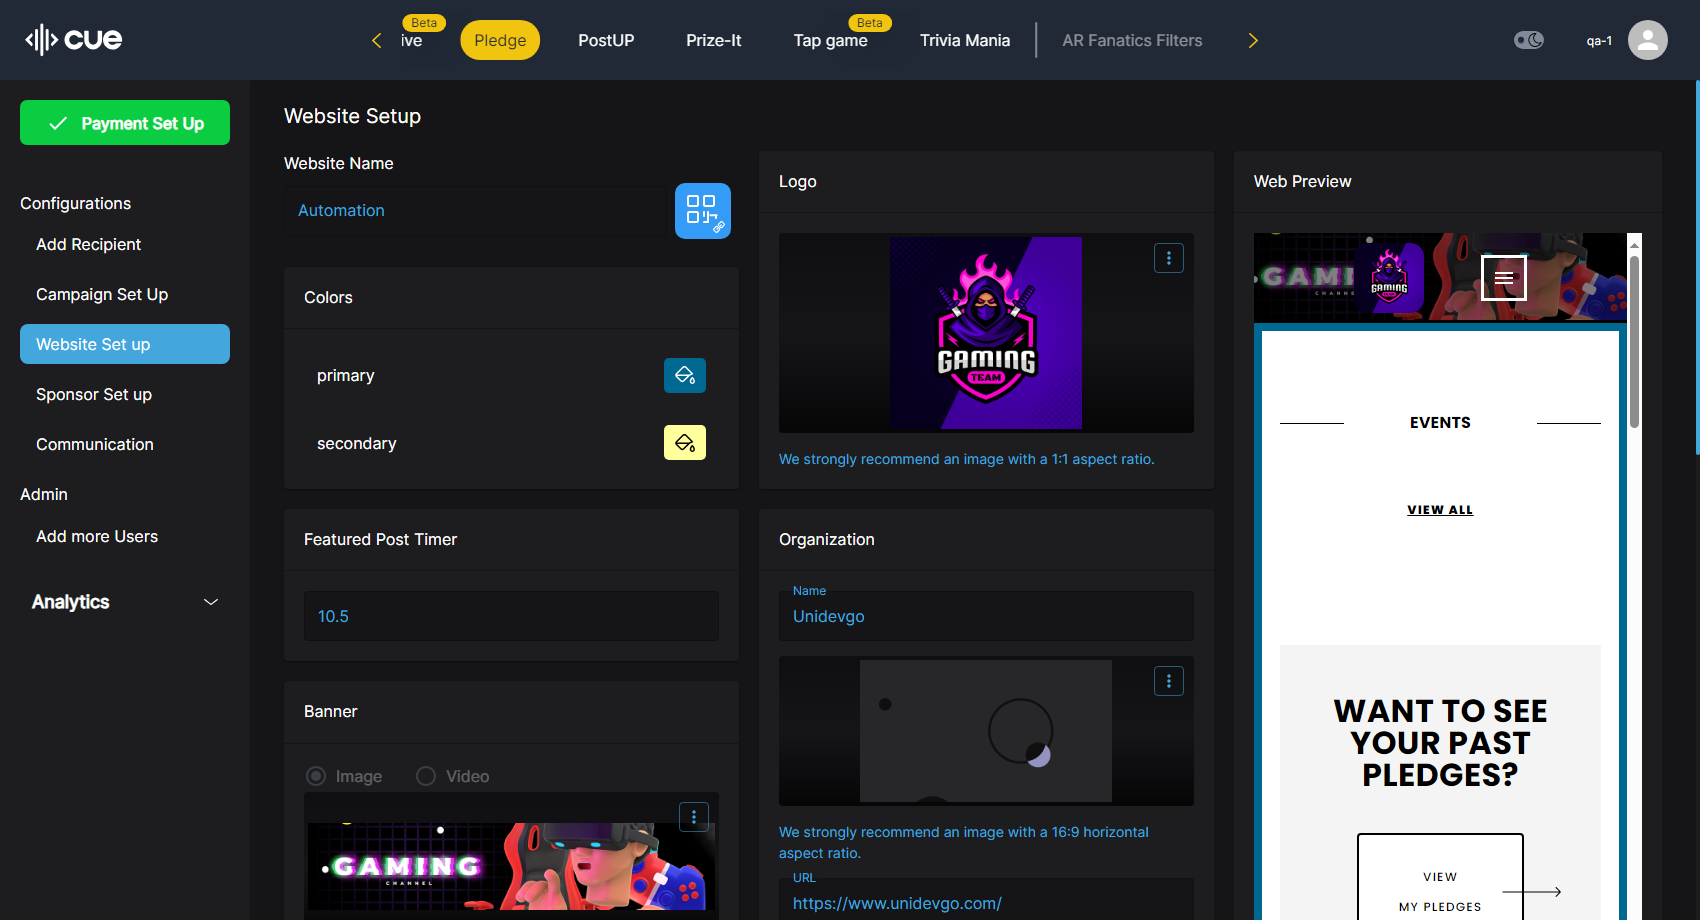 cue
ive
Beta
Pledge
PostUP
Prize-It
Tap game
Beta
Trivia Mania
AR Fanatics Filters
qa-1
Payment Set Up
Configurations
Add Recipient
Campaign Set Up
Website Set up
Sponsor Set up
Communication
Admin
Add more Users
Analytics
Website Setup
Website Name
Automation
Colors
primary
secondary
Featured Post Timer
10.5
Banner
Image
Video
GAMING
CHANNEL
Logo
GAMING
TEAM
We strongly recommend an image with a 1:1 aspect ratio.
Organization
Name
Unidevgo
We strongly recommend an image with a 16:9 horizontal
aspect ratio.
URL
https://www.unidevgo.com/
Web Preview
GAMI
CHANN
GAMING
TEAM
EVENTS
VIEW ALL
WANT TO SEE
YOUR PAST
PLEDGES?
VIEW
MY PLEDGES